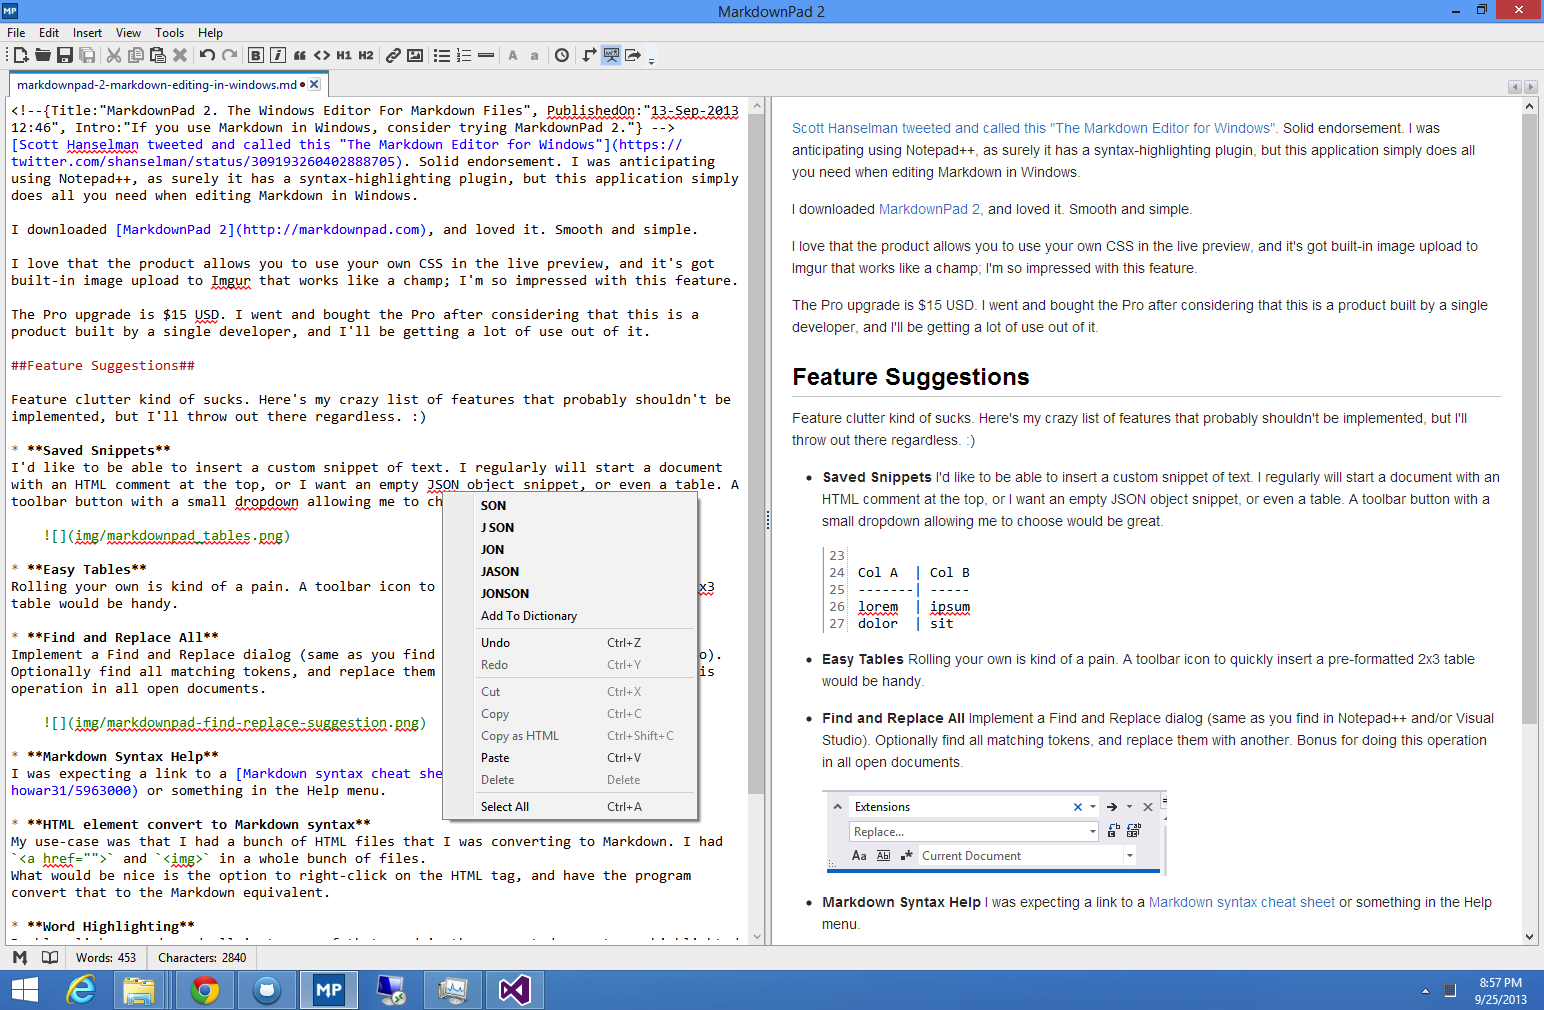 MarkdownPad 2
File Edit Insert View Tools Help
B i H1 H2 A a
markdownpad-2-markdown-editing-in-windows.md
<!--{Title:"MarkdownPad 2. The Windows Editor For Markdown Files", PublishedOn:"13-Sep-2013
12:46", Intro:"If you use Markdown in Windows, consider trying MarkdownPad 2."} -->
[Scott Hanselman tweeted and called this "The Markdown Editor for Windows"](https://
twitter.com/shanselman/status/309193260402888705). Solid endorsement. I was anticipating
using Notepad++, as surely it has a syntax-highlighting plugin, but this application simply
does all you need when editing Markdown in Windows.
I downloaded [MarkdownPad 2](http://markdownpad.com), and loved it. Smooth and simple.
I love that the product allows you to use your own CSS in the live preview, and it's got
built-in image upload to Imgur that works like a champ; I'm so impressed with this feature.
The Pro upgrade is $15 USD. I went and bought the Pro after considering that this is a
product built by a single developer, and I'll be getting a lot of use out of it.
##Feature Suggestions##
Feature clutter kind of sucks. Here's my crazy list of features that probably shouldn't be
implemented, but I'll throw out there regardless. :)
* **Saved Snippets**
I'd like to be able to insert a custom snippet of text. I regularly will start a document
with an HTML comment at the top, or I want an empty JSON object snippet, or even a table. A
toolbar button with a small dropdown allowing me to ch
![](img/markdownpad_tables.png)
* **Easy Tables**
Rolling your own is kind of a pain. A toolbar icon to x3
table would be handy.
* **Find and Replace All**
Implement a Find and Replace dialog (same as you find o).
Optionally find all matching tokens, and replace them is
operation in all open documents.
![](img/markdownpad-find-replace-suggestion.png)
* **Markdown Syntax Help**
I was expecting a link to a [Markdown syntax cheat she
howar31/5963000) or something in the Help menu.
* **HTML element convert to Markdown syntax**
My use-case was that I had a bunch of HTML files that I was converting to Markdown. I had
`<a href="">` and `<img>` in a whole bunch of files.
What would be nice is the option to right-click on the HTML tag, and have the program
convert that to the Markdown equivalent.
* **Word Highlighting**
SON
J SON
JON
JASON
JONSON
Add To Dictionary
Undo Ctrl+Z
Redo Ctrl+Y
Cut Ctrl+X
Copy Ctrl+C
Copy as HTML Ctrl+Shift+C
Paste Ctrl+V
Delete Delete
Select All Ctrl+A
Scott Hanselman tweeted and called this "The Markdown Editor for Windows". Solid endorsement. I was
anticipating using Notepad++, as surely it has a syntax-highlighting plugin, but this application simply does all
you need when editing Markdown in Windows.
I downloaded MarkdownPad 2, and loved it. Smooth and simple.
I love that the product allows you to use your own CSS in the live preview, and it's got built-in image upload to
Imgur that works like a champ; I'm so impressed with this feature.
The Pro upgrade is $15 USD. I went and bought the Pro after considering that this is a product built by a single
developer, and I'll be getting a lot of use out of it.
Feature Suggestions
Feature clutter kind of sucks. Here's my crazy list of features that probably shouldn't be implemented, but I'll
throw out there regardless. :)
• Saved Snippets I'd like to be able to insert a custom snippet of text. I regularly will start a document with an
HTML comment at the top, or I want an empty JSON object snippet, or even a table. A toolbar button with a
small dropdown allowing me to choose would be great.
23
24 Col A | Col B
25 -------| -----
26 lorem | ipsum
27 dolor | sit
• Easy Tables Rolling your own is kind of a pain. A toolbar icon to quickly insert a pre-formatted 2x3 table
would be handy.
• Find and Replace All Implement a Find and Replace dialog (same as you find in Notepad++ and/or Visual
Studio). Optionally find all matching tokens, and replace them with another. Bonus for doing this operation
in all open documents.
Extensions
Replace...
Aa Ab .* Current Document
• Markdown Syntax Help I was expecting a link to a Markdown syntax cheat sheet or something in the Help
menu.
Words: 453 Characters: 2840
MP
8:57 PM
9/25/2013